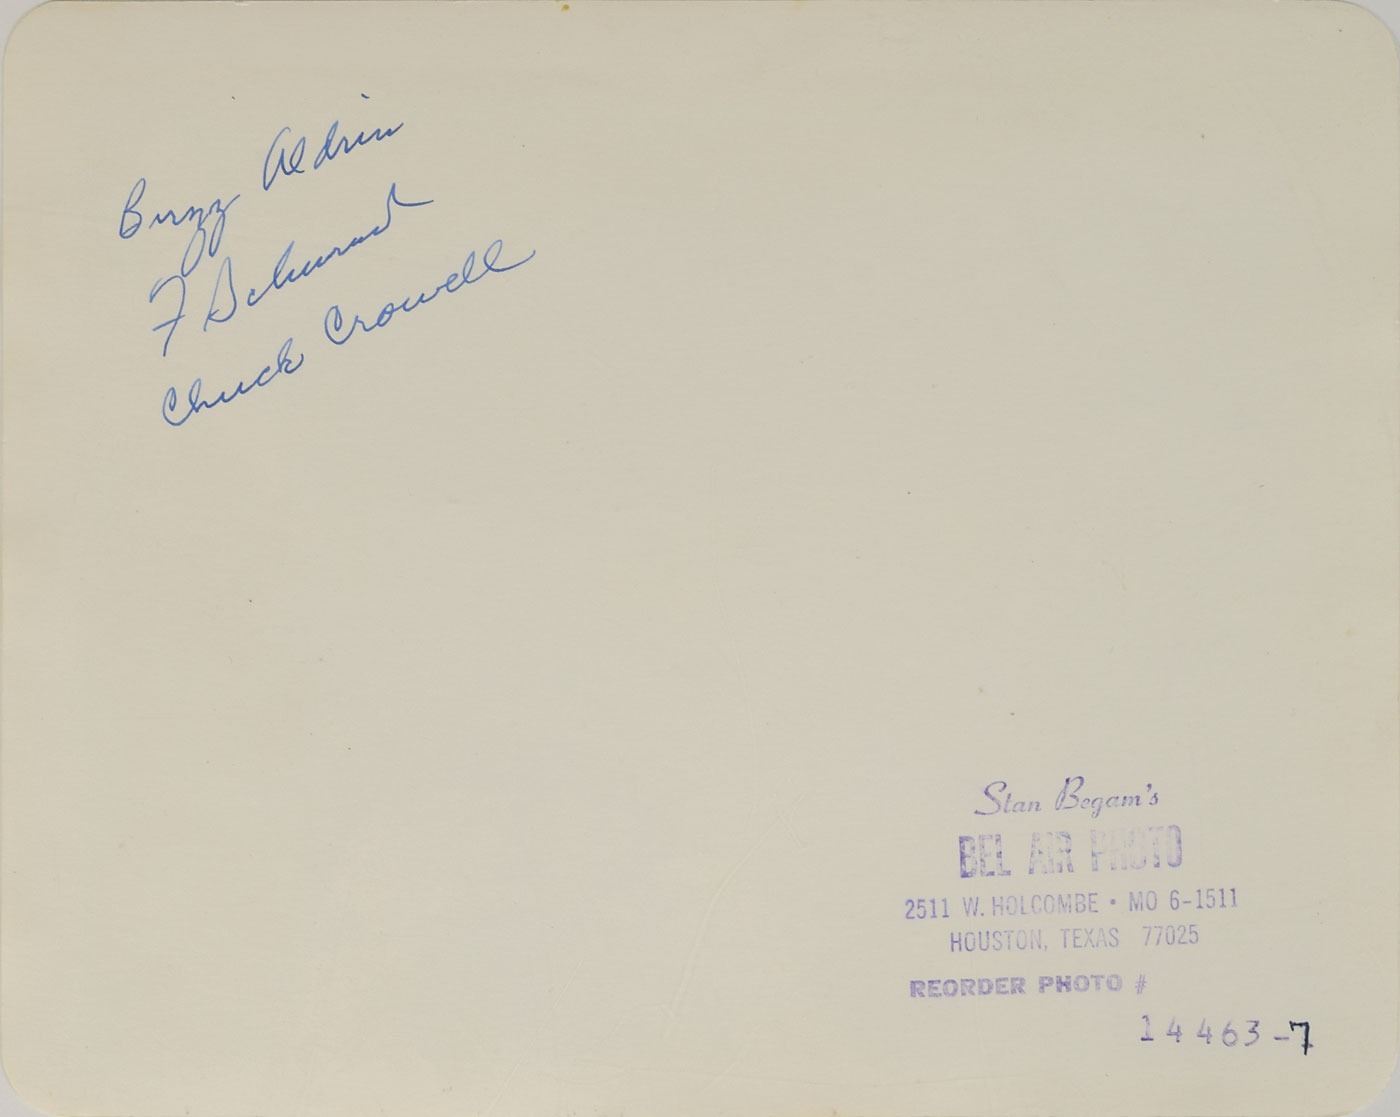 Buzz Aldrin
F Schurach
Chuck Crowell
Stan Begam's
BEL AIR PHOTO
2511 W. HOLCOMBE • MO 6-1511
HOUSTON, TEXAS 77025
REORDER PHOTO #
14463-7